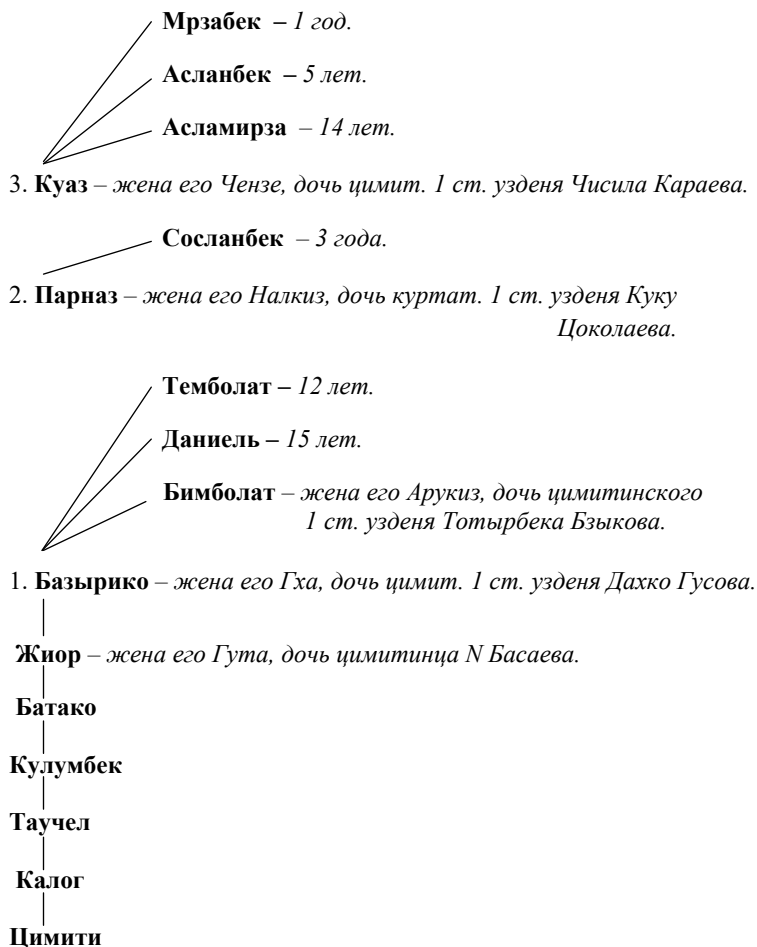 Мрзабек – 1 год.
Асланбек – 5 лет.
Асламирза – 14 лет.
3. Куаз – жена его Чензе, дочь цимит. 1 ст. узденя Чисила Караева.
Сосланбек – 3 года.
2. Парназ – жена его Налкиз, дочь куртат. 1 ст. узденя Куку
Цоколаева.
Темболат – 12 лет.
Даниель – 15 лет.
Бимболат – жена его Арукиз, дочь цимитинского
1 ст. узденя Тотырбека Бзыкова.
1. Базырико – жена его Гха, дочь цимит. 1 ст. узденя Дахко Гусова.
Жиор – жена его Гута, дочь цимитинца N Басаева.
Батако
Кулумбек
Таучел
Калог
Цимити